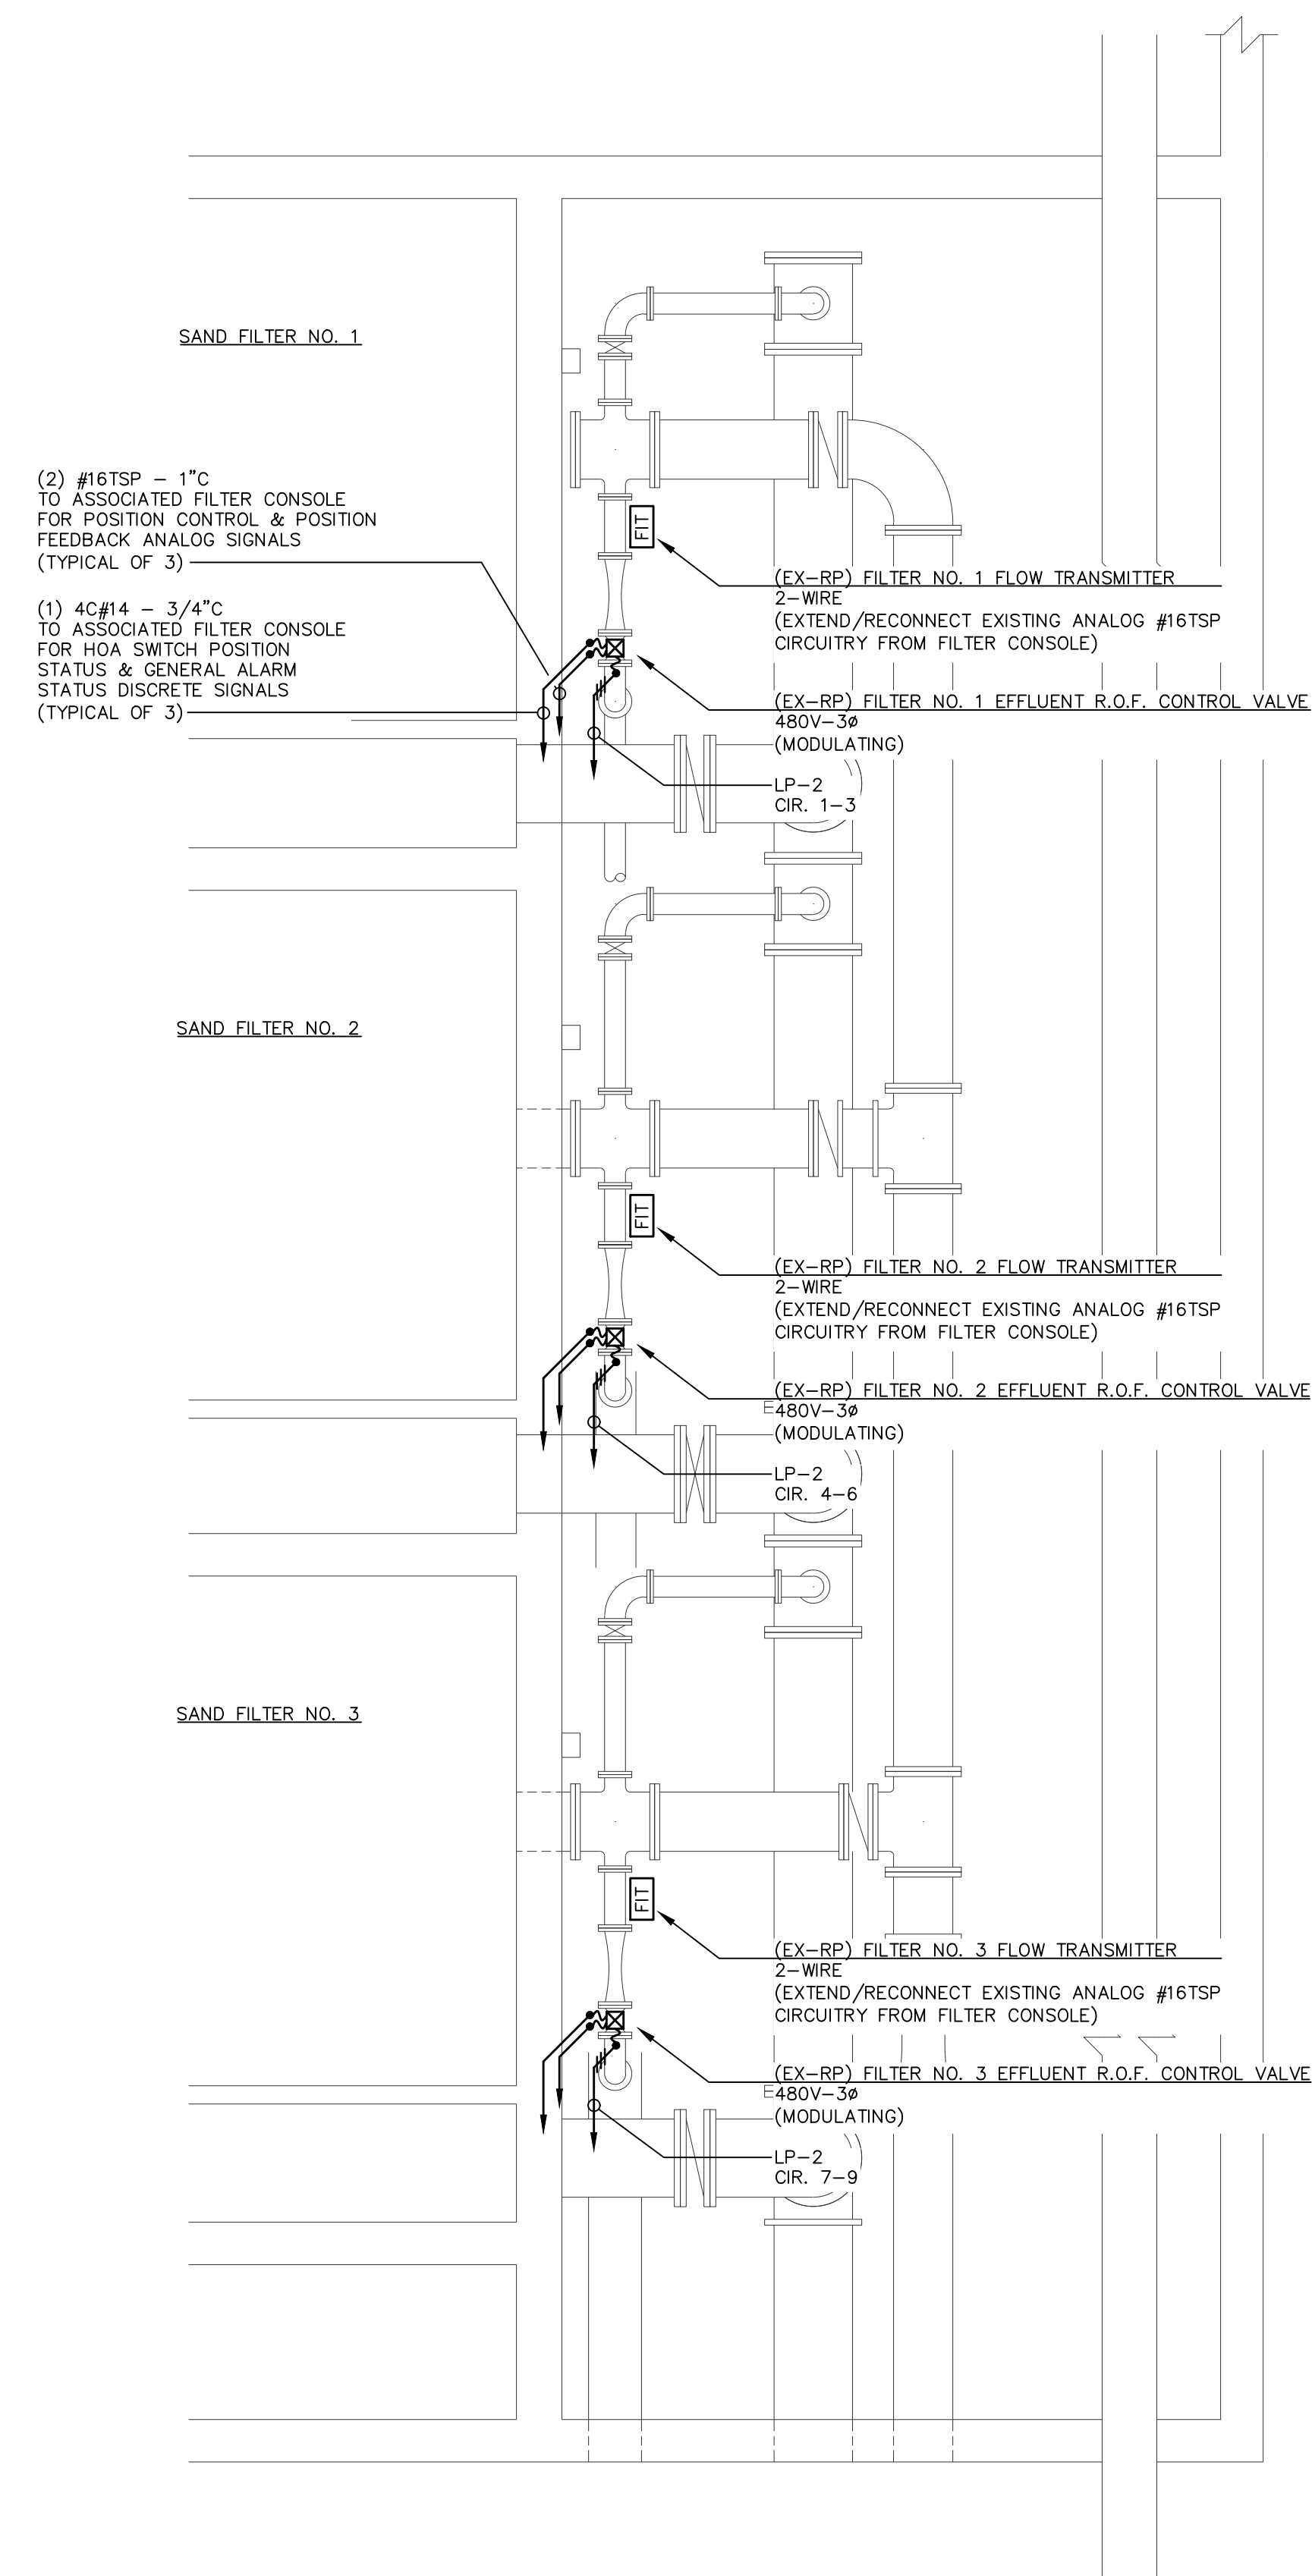 SAND FILTER NO. 1
(2) #16TSP - 1"C
TO ASSOCIATED FILTER CONSOLE
FOR POSITION CONTROL & POSITION
FEEDBACK ANALOG SIGNALS
(TYPICAL OF 3)
(1) 4C#14 - 3/4"C
TO ASSOCIATED FILTER CONSOLE
FOR HOA SWITCH POSITION
STATUS & GENERAL ALARM
STATUS DISCRETE SIGNALS
(TYPICAL OF 3)
FIT
(EX-RP) FILTER NO. 1 FLOW TRANSMITTER
2-WIRE
(EXTEND/RECONNECT EXISTING ANALOG #16TSP
CIRCUITRY FROM FILTER CONSOLE)
(EX-RP) FILTER NO. 1 EFFLUENT R.O.F. CONTROL VALVE
480V-3ø
(MODULATING)
LP-2
CIR. 1-3
SAND FILTER NO. 2
FIT
(EX-RP) FILTER NO. 2 FLOW TRANSMITTER
2-WIRE
(EXTEND/RECONNECT EXISTING ANALOG #16TSP
CIRCUITRY FROM FILTER CONSOLE)
(EX-RP) FILTER NO. 2 EFFLUENT R.O.F. CONTROL VALVE
E 480V-3ø
(MODULATING)
LP-2
CIR. 4-6
SAND FILTER NO. 3
FIT
(EX-RP) FILTER NO. 3 FLOW TRANSMITTER
2-WIRE
(EXTEND/RECONNECT EXISTING ANALOG #16TSP
CIRCUITRY FROM FILTER CONSOLE)
(EX-RP) FILTER NO. 3 EFFLUENT R.O.F. CONTROL VALVE
E 480V-3ø
(MODULATING)
LP-2
CIR. 7-9